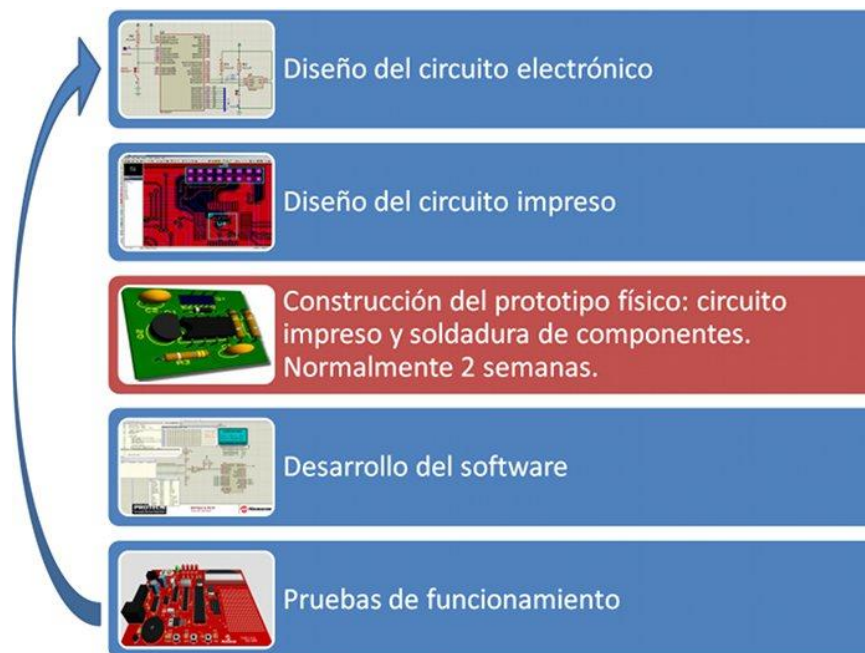 Diseño del circuito electrónico
Diseño del circuito impreso
Construcción del prototipo físico: circuito
impreso y soldadura de componentes.
Normalmente 2 semanas.
Desarrollo del software
Pruebas de funcionamiento